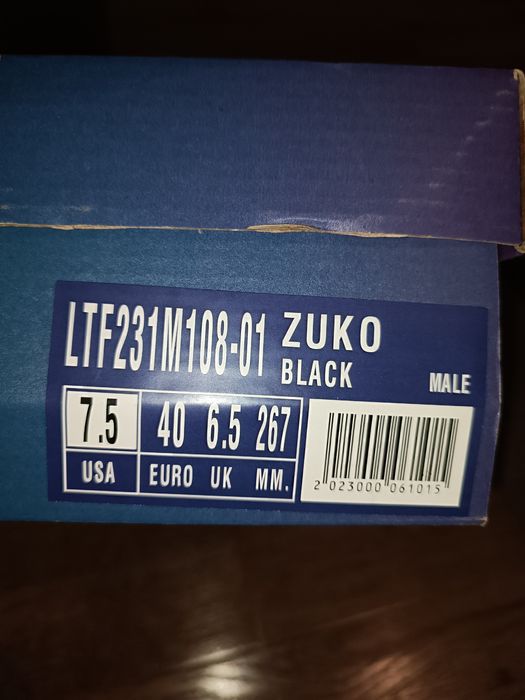 LTF231M108-01 ZUKO
BLACK MALE
7.5 40 6.5 267
USA EURO UK MM.
2 023000 061015